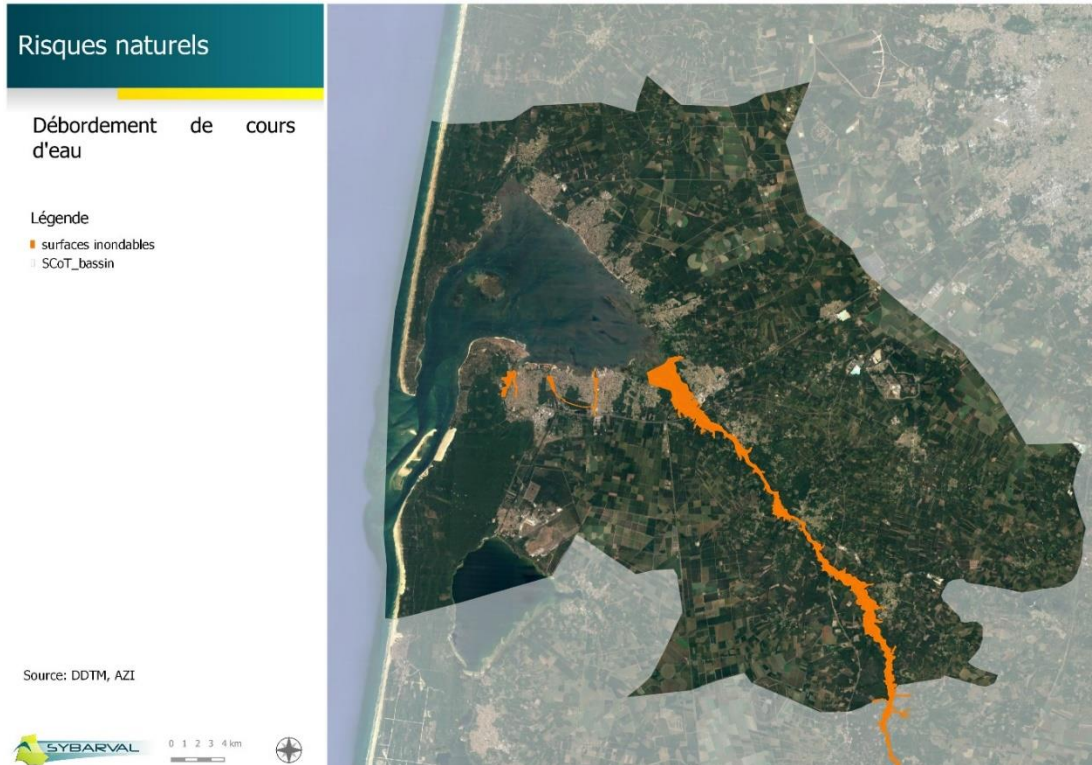 Risques naturels
Débordement de cours
d'eau
Légende
surfaces inondables
SCoT_bassin
Source: DDTM, AZI
SYBARVAL
0 1 2 3 4 km